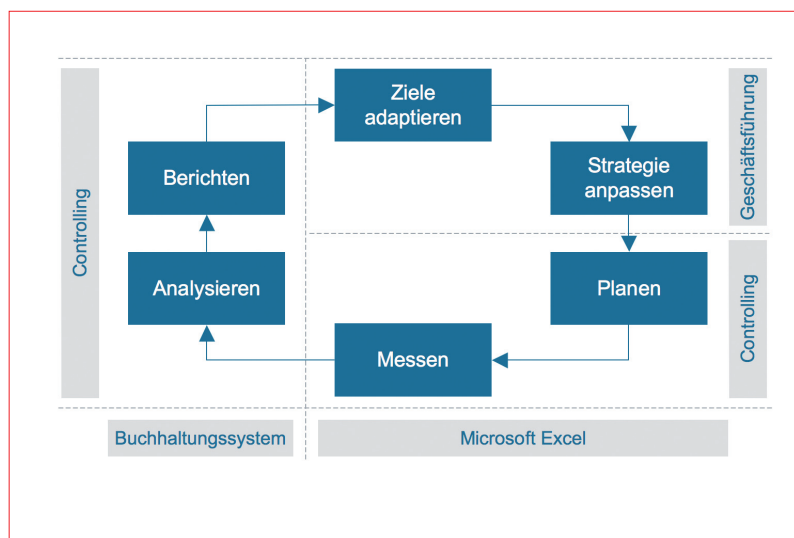 Ziele
adaptieren
Strategie
anpassen
Geschäftsführung
Berichten
Controlling
Analysieren
Planen
Controlling
Messen
Buchhaltungssystem
Microsoft Excel